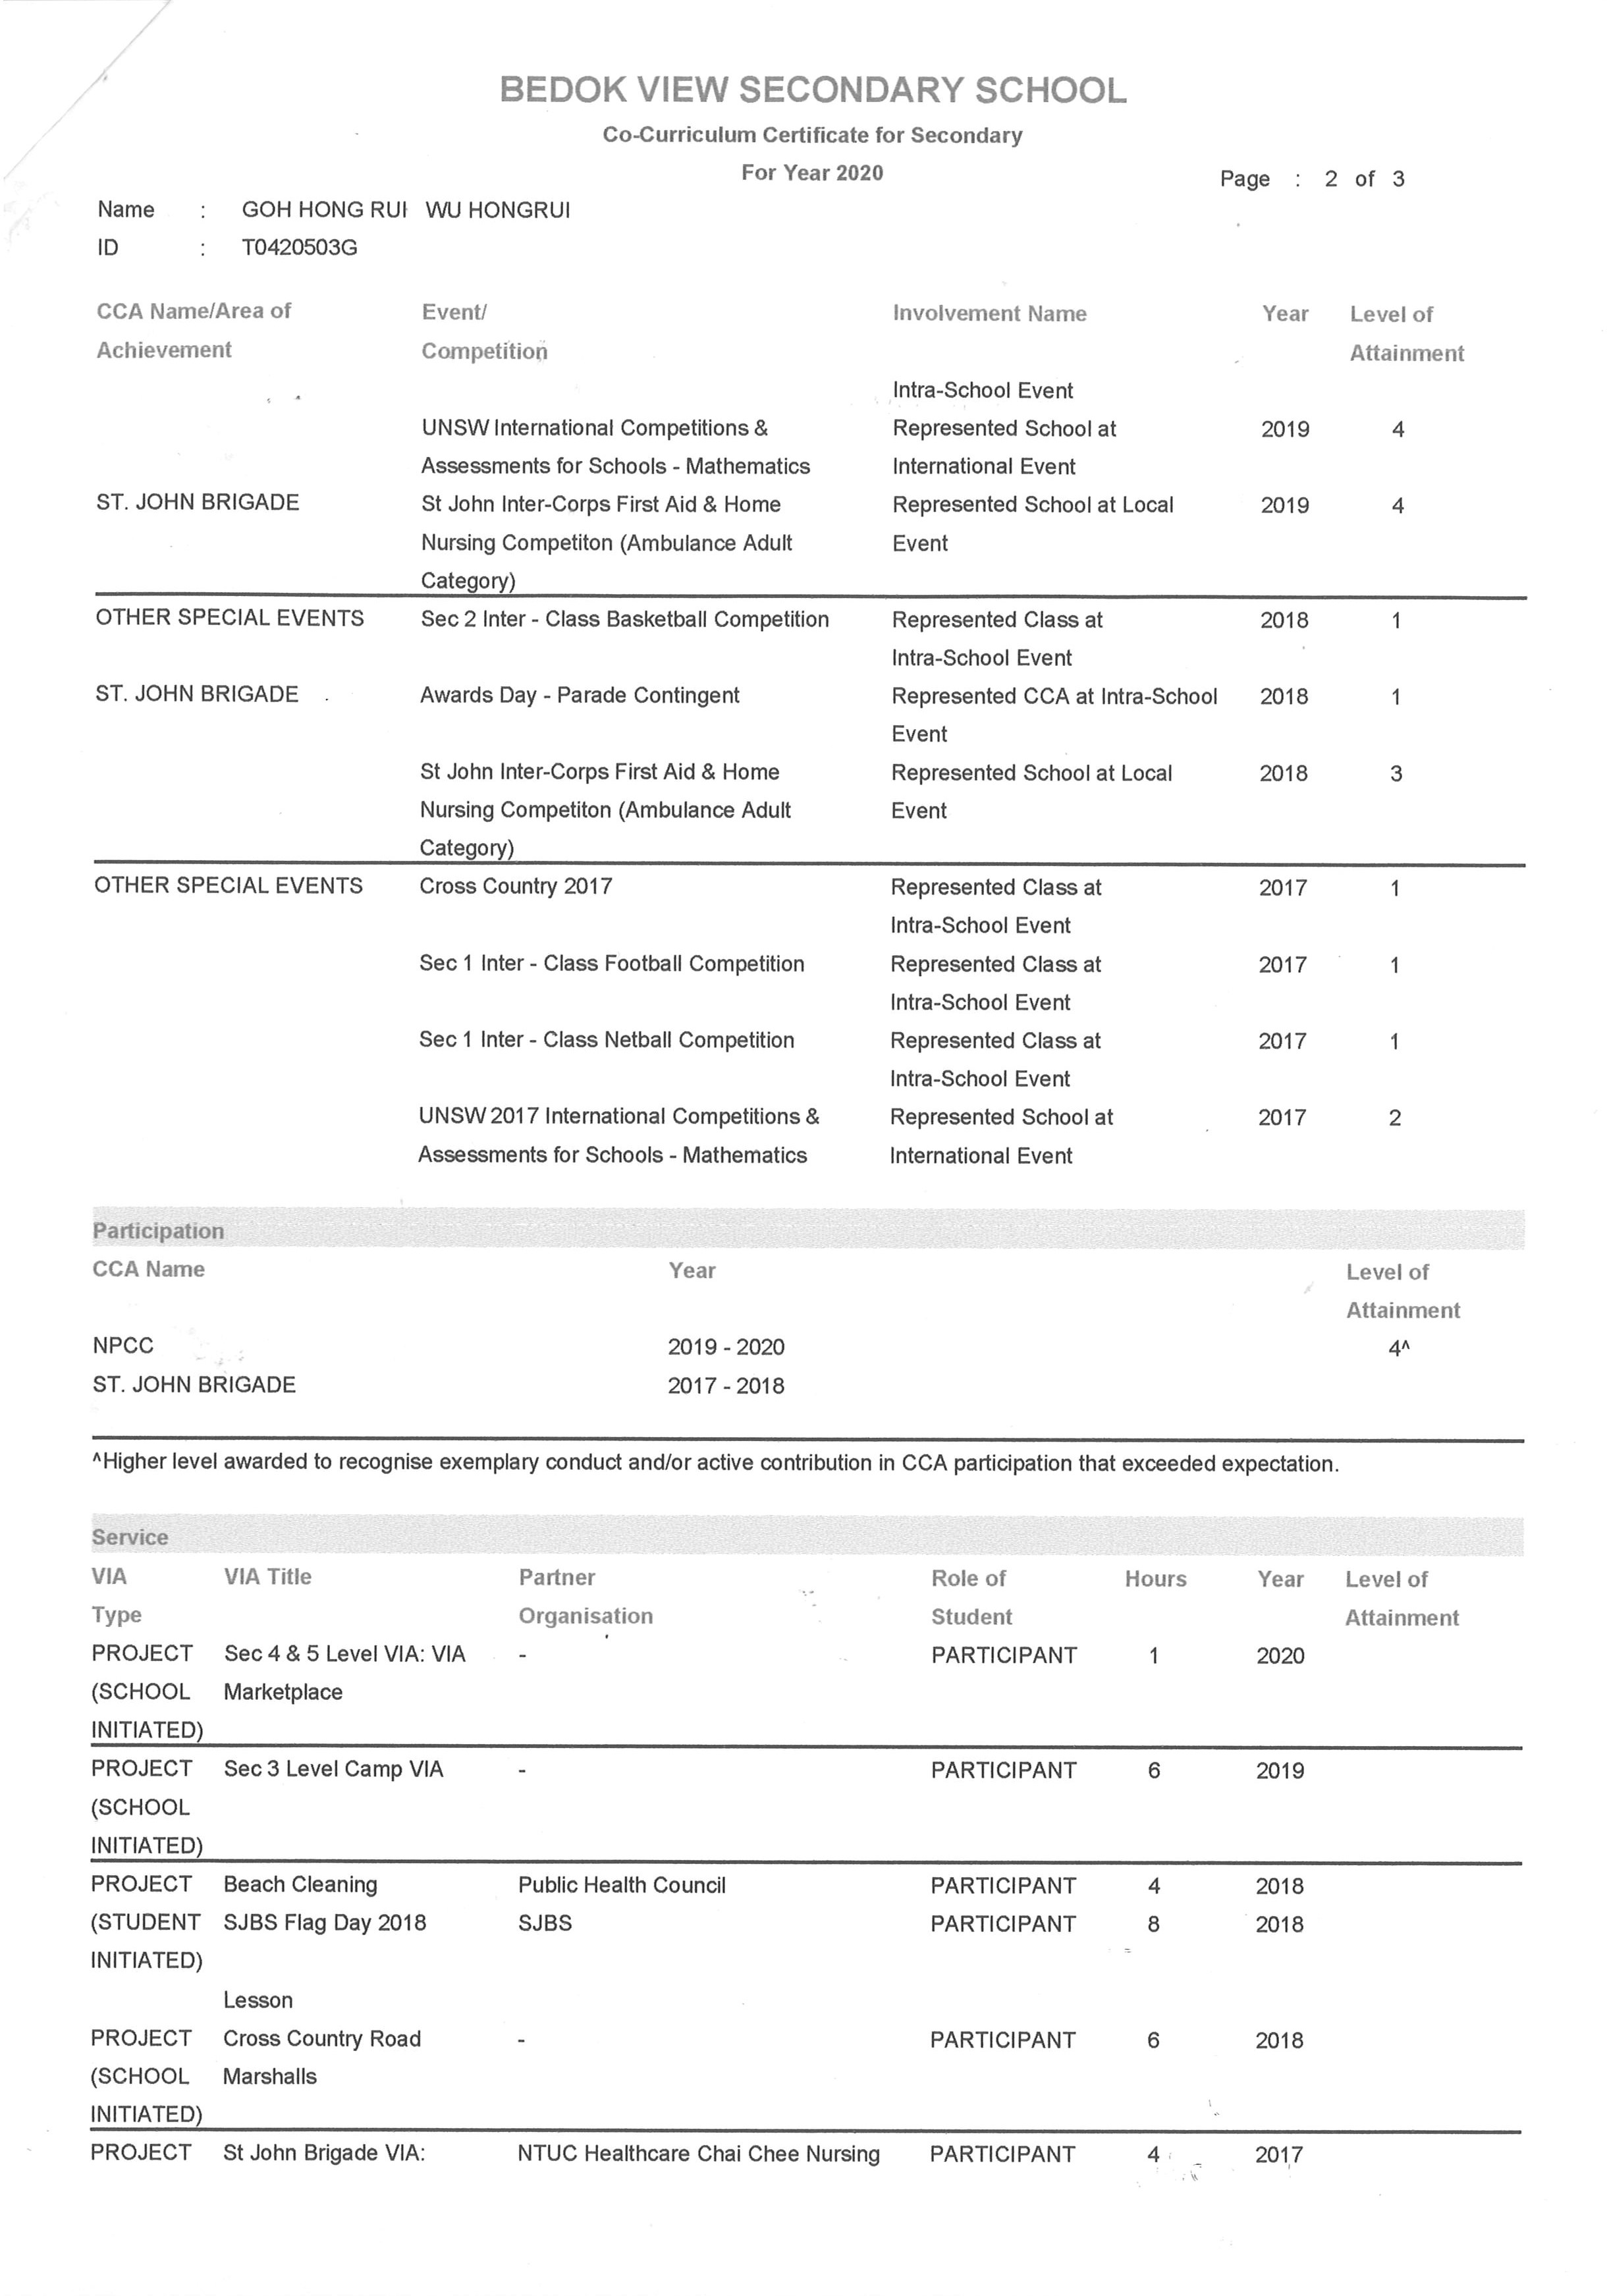 BEDOK VIEW SECONDARY SCHOOL
Co-Curriculum Certificate for Secondary
For Year 2020
Page : 2 of 3
Name : GOH HONG RUI WU HONGRUI
ID : T0420503G
CCA Name/Area of Event/ Involvement Name Year Level of
Achievement Competition Attainment
Intra-School Event
UNSW International Competitions & Represented School at 2019 4
Assessments for Schools - Mathematics International Event
ST. JOHN BRIGADE St John Inter-Corps First Aid & Home Represented School at Local 2019 4
Nursing Competiton (Ambulance Adult Event
Category)
OTHER SPECIAL EVENTS Sec 2 Inter - Class Basketball Competition Represented Class at 2018 1
Intra-School Event
ST. JOHN BRIGADE Awards Day - Parade Contingent Represented CCA at Intra-School 2018 1
Event
St John Inter-Corps First Aid & Home Represented School at Local 2018 3
Nursing Competiton (Ambulance Adult Event
Category)
OTHER SPECIAL EVENTS Cross Country 2017 Represented Class at 2017 1
Intra-School Event
Sec 1 Inter - Class Football Competition Represented Class at 2017 1
Intra-School Event
Sec 1 Inter - Class Netball Competition Represented Class at 2017 1
Intra-School Event
UNSW 2017 International Competitions & Represented School at 2017 2
Assessments for Schools - Mathematics International Event
Participation
CCA Name Year Level of
Attainment
NPCC 2019 - 2020 4^
ST. JOHN BRIGADE 2017 - 2018
^Higher level awarded to recognise exemplary conduct and/or active contribution in CCA participation that exceeded expectation.
Service
VIA VIA Title Partner Role of Hours Year Level of
Type Organisation Student Attainment
PROJECT Sec 4 & 5 Level VIA: VIA - PARTICIPANT 1 2020
(SCHOOL Marketplace
INITIATED)
PROJECT Sec 3 Level Camp VIA - PARTICIPANT 6 2019
(SCHOOL
INITIATED)
PROJECT Beach Cleaning Public Health Council PARTICIPANT 4 2018
(STUDENT SJBS Flag Day 2018 SJBS PARTICIPANT 8 2018
INITIATED)
Lesson
PROJECT Cross Country Road - PARTICIPANT 6 2018
(SCHOOL Marshalls
INITIATED)
PROJECT St John Brigade VIA: NTUC Healthcare Chai Chee Nursing PARTICIPANT 4 2017